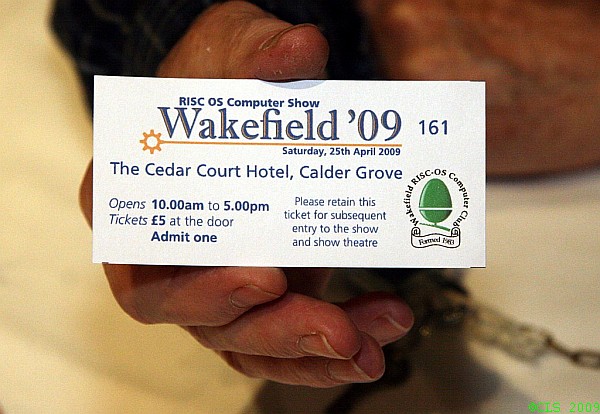 RISC OS Computer Show
Wakefield '09
161
Saturday, 25th April 2009
The Cedar Court Hotel, Calder Grove
Opens 10.00am to 5.00pm
Tickets £5 at the door
Admit one
Please retain this
ticket for subsequent
entry to the show
and show theatre
Wakefield RISC-OS Computer Club
Formed 1983
©CLS 2009